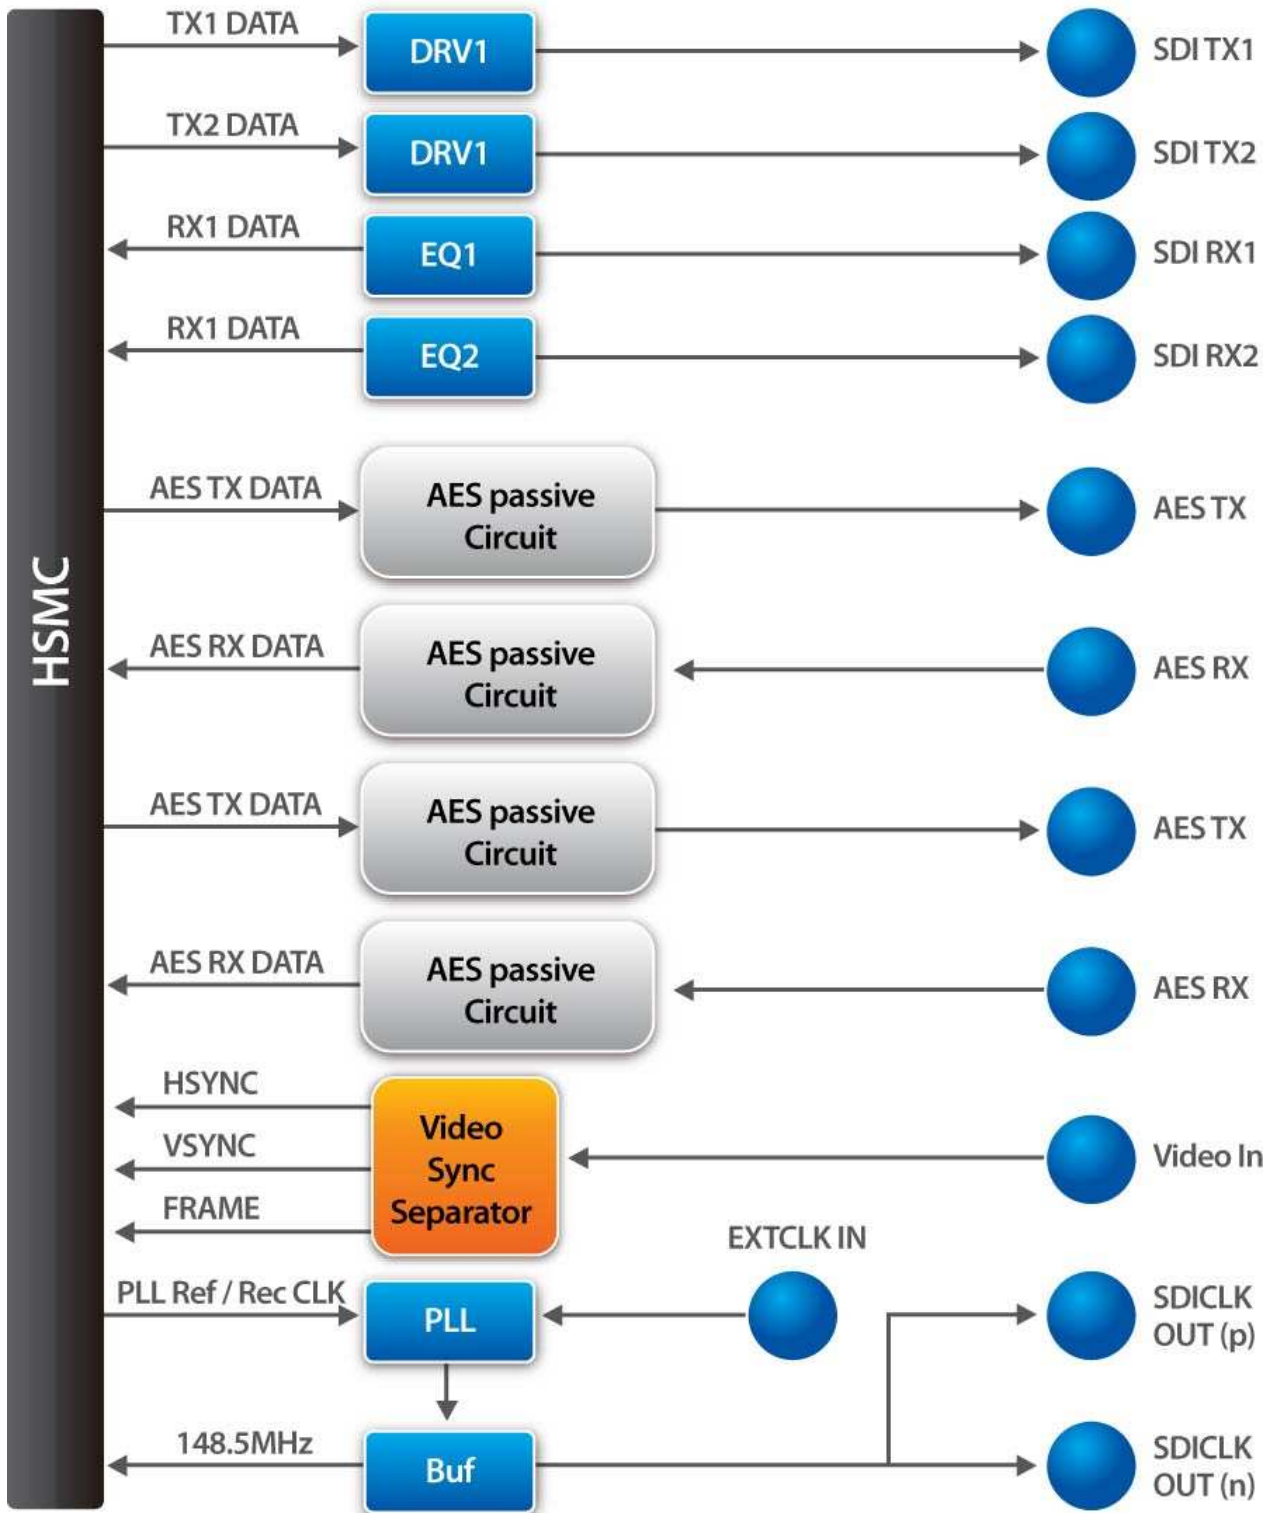 TX1 DATA
DRV1
SDI TX1
TX2 DATA
DRV1
SDI TX2
RX1 DATA
EQ1
SDI RX1
RX1 DATA
EQ2
SDI RX2
HSMC
AES TX DATA
AES passive
Circuit
AES TX
AES RX DATA
AES passive
Circuit
AES RX
AES TX DATA
AES passive
Circuit
AES TX
AES RX DATA
AES passive
Circuit
AES RX
HSYNC
VSYNC
FRAME
Video
Sync
Separator
Video In
EXTCLK IN
PLL Ref / Rec CLK
PLL
SDICLK
OUT (p)
148.5MHz
Buf
SDICLK
OUT (n)